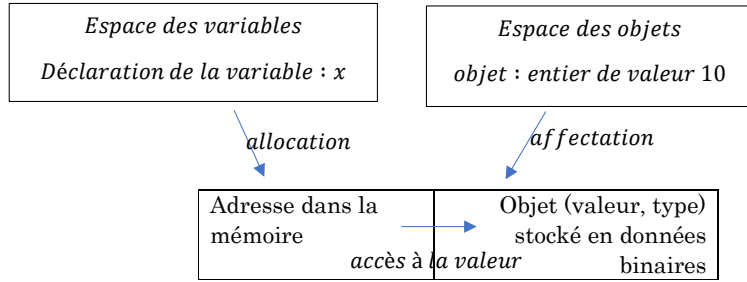 Espace des variables
Déclaration de la variable : x
Espace des objets
objet : entier de valeur 10
allocation
affectation
Adresse dans la
mémoire
Objet (valeur, type)
stocké en données
binaires
accès à la valeur